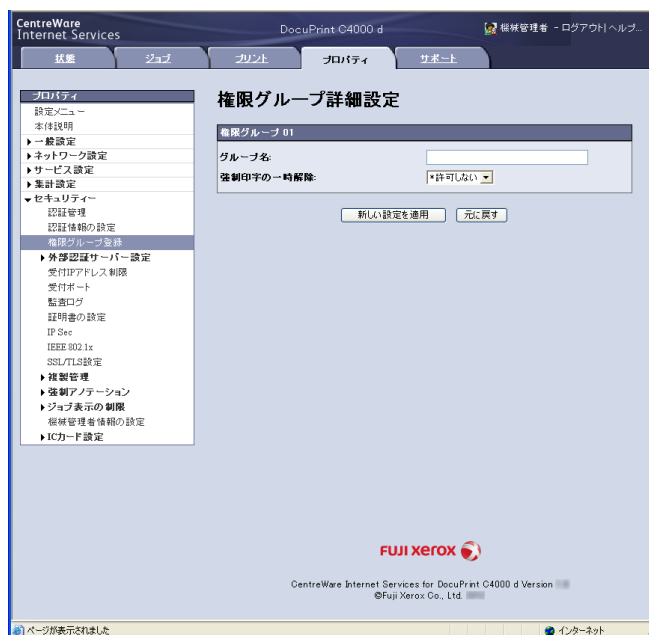 CentreWare
Internet Services
DocuPrint C4000 d
機械管理者 - ログアウト| ヘルプ...
状態
ジョブ
プリント
プロパティ
サポート
プロパティ
設定メニュー
本体説明
一般設定
ネットワーク設定
サービス設定
集計設定
セキュリティー
認証管理
認証情報の設定
権限グループ登録
外部認証サーバー設定
受付IPアドレス制限
受付ポート
監査ログ
証明書の設定
IP Sec
IEEE 802.1x
SSL/TLS設定
複製管理
強制アノテーション
ジョブ表示の制限
機械管理者情報の設定
ICカード設定
権限グループ詳細設定
権限グループ 01
グループ名:
強制印字の一時解除:
*許可しない
新しい設定を適用
元に戻す
FUJI XEROX
CentreWare Internet Services for DocuPrint C4000 d Version
©Fuji Xerox Co., Ltd.
ページが表示されました
インターネット